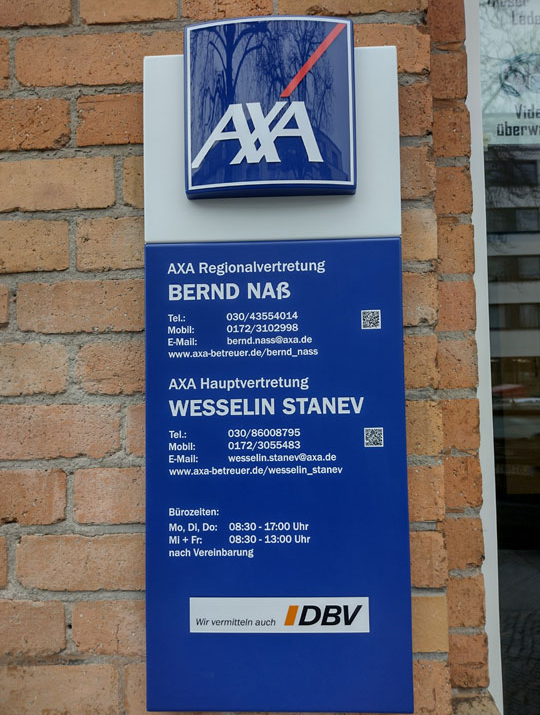 AXA
AXA Regionalvertretung
BERND NAß
Tel.: 030/43554014
Mobil: 0172/3102998
E-Mail: bernd.nass@axa.de
www.axa-betreuer.de/bernd_nass
AXA Hauptvertretung
WESSELIN STANEV
Tel.: 030/86008795
Mobil: 0172/3055483
E-Mail: wesselin.stanev@axa.de
www.axa-betreuer.de/wesselin_stanev
Bürozeiten:
Mo, Di, Do: 08:30 - 17:00 Uhr
Mi + Fr: 08:30 - 13:00 Uhr
nach Vereinbarung
Wir vermitteln auch DBV